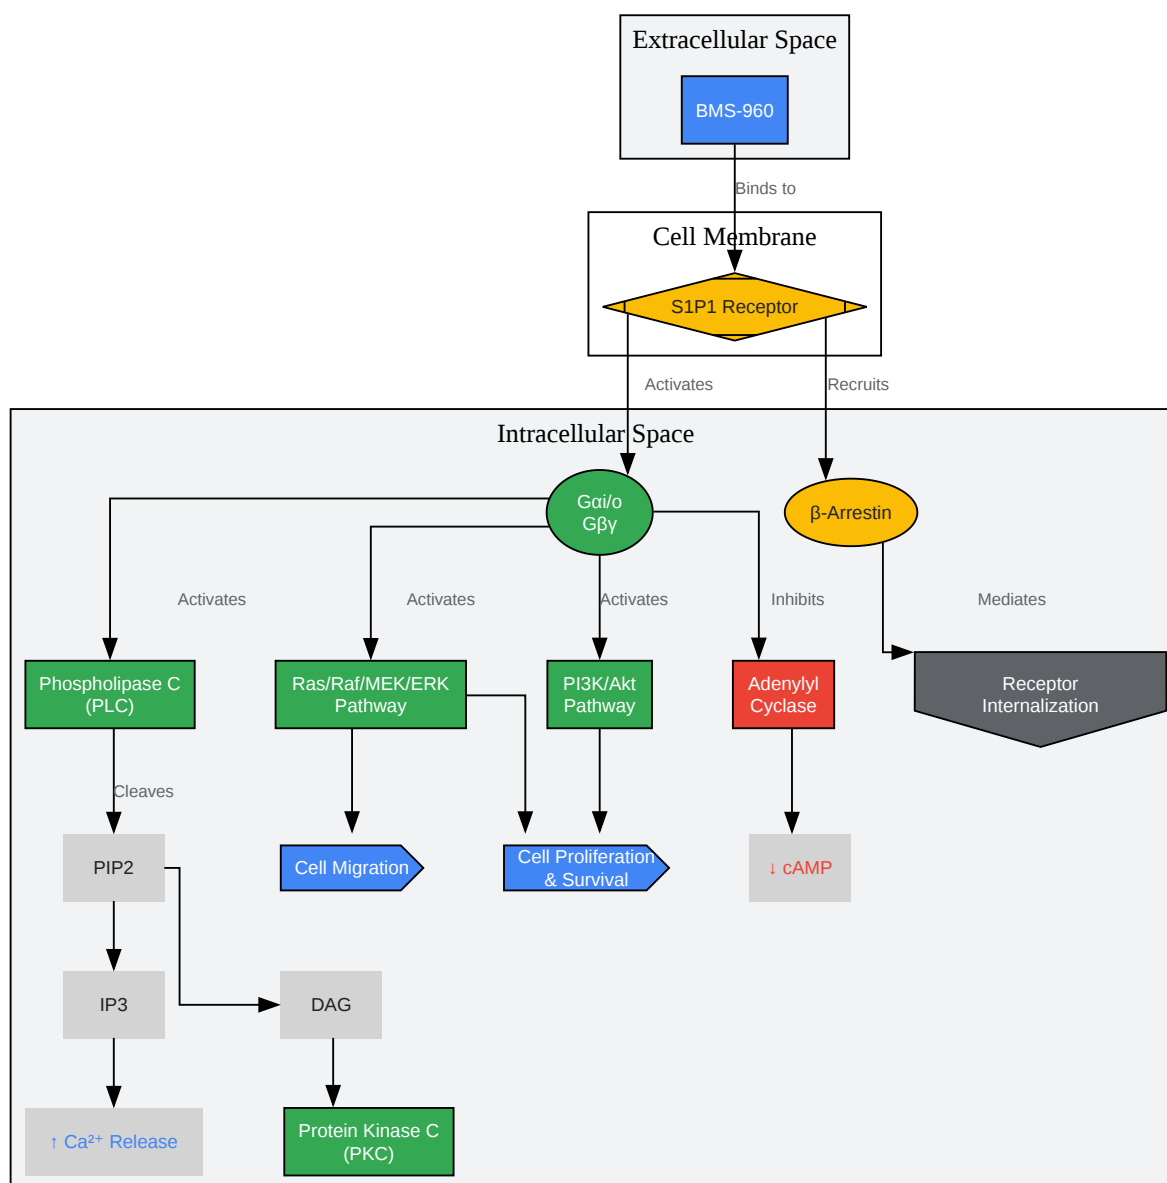 Extracellular Space
BMS-960
Binds to
Cell Membrane
S1P1 Receptor
Activates
Recruits
Intracellular Space
Gαi/o
Gβγ
β-Arrestin
Activates
Activates
Activates
Inhibits
Mediates
Phospholipase C
(PLC)
Ras/Raf/MEK/ERK
Pathway
PI3K/Akt
Pathway
Adenylyl
Cyclase
Receptor
Internalization
Cleaves
PIP2
Cell Migration
Cell Proliferation
& Survival
↓ cAMP
IP3
DAG
↑ Ca²⁺ Release
Protein Kinase C
(PKC)